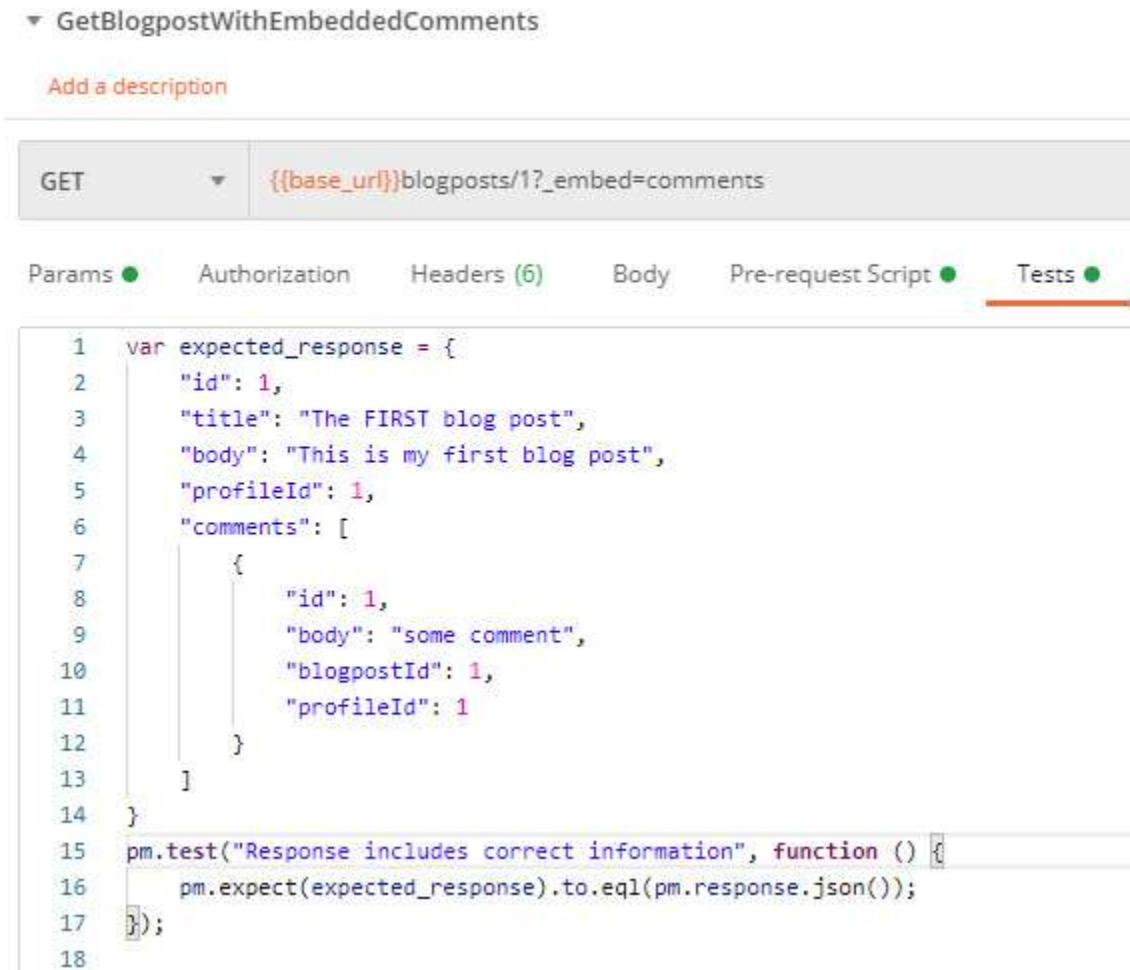 GetBlogpostWithEmbeddedComments
Add a description
GET {{base_url}}blogposts/1?_embed=comments
Params Authorization Headers (6) Body Pre-request Script Tests
1 var expected_response = {
2 "id": 1,
3 "title": "The FIRST blog post",
4 "body": "This is my first blog post",
5 "profileId": 1,
6 "comments": [
7 {
8 "id": 1,
9 "body": "some comment",
10 "blogpostId": 1,
11 "profileId": 1
12 }
13 ]
14 }
15 pm.test("Response includes correct information", function () {
16 pm.expect(expected_response).to.eql(pm.response.json());
17 });
18